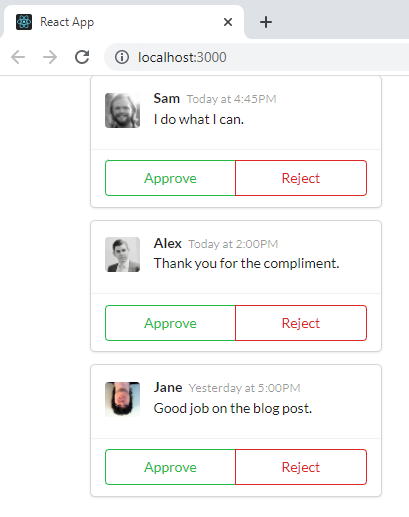 React App
localhost:3000
Sam Today at 4:45PM
I do what I can.
Approve Reject
Alex Today at 2:00PM
Thank you for the compliment.
Approve Reject
Jane Yesterday at 5:00PM
Good job on the blog post.
Approve Reject